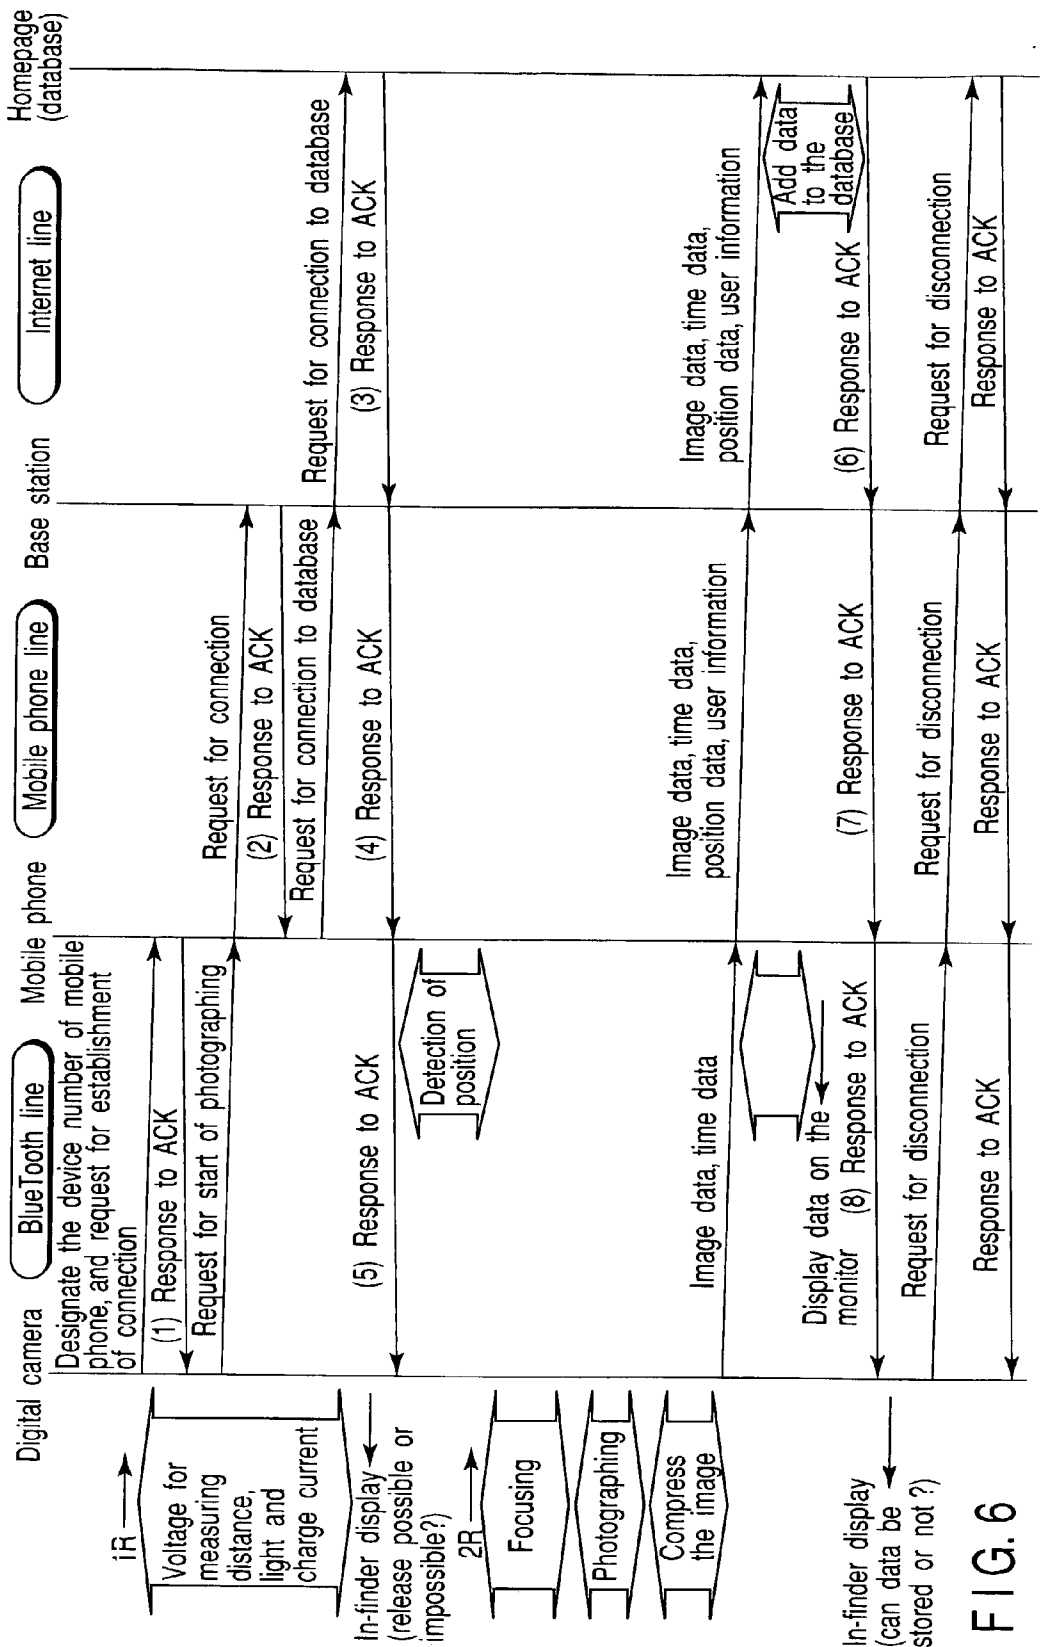 Digital camera
BlueTooth line
Mobile phone
Mobile phone line
Base station
Internet line
Homepage
(database)
Designate the device number of mobile
phone, and request for establishment
of connection
(1) Response to ACK
Request for start of photographing
1R
Voltage for
measuring
distance,
light and
charge current
Request for connection
(2) Response to ACK
Request for connection to database
Request for connection to database
(3) Response to ACK
(4) Response to ACK
(5) Response to ACK
In-finder display
(release possible or
impossible?)
Detection of
position
2R
Focusing
Photographing
Compress
the image
Image data, time data
Image data, time data,
position data, user information
Image data, time data,
position data, user information
Add data
to the
database
Display data on the
monitor
(6) Response to ACK
(7) Response to ACK
(8) Response to ACK
In-finder display
(can data be
stored or not ?)
Request for disconnection
Request for disconnection
Request for disconnection
Response to ACK
Response to ACK
Response to ACK
FIG. 6